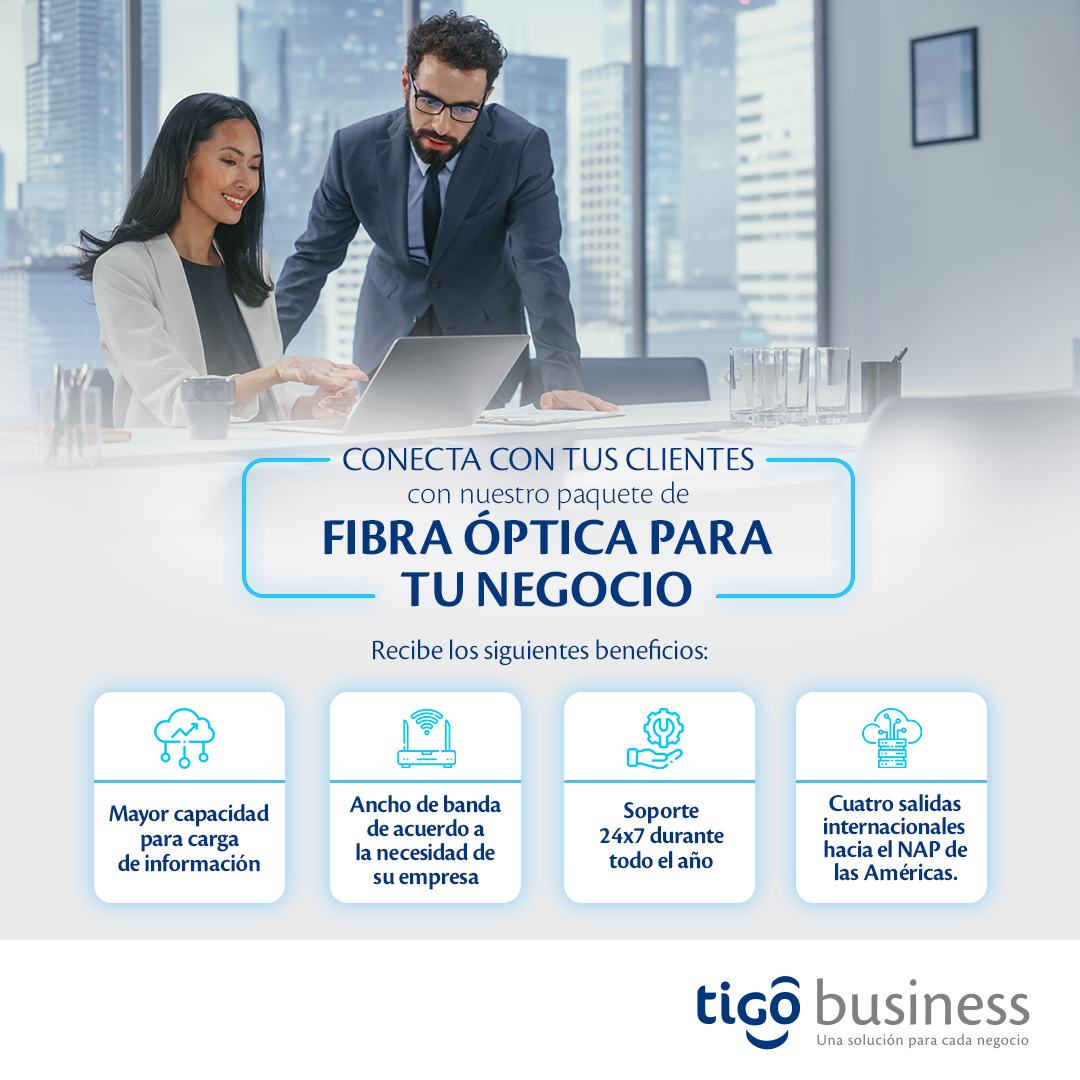 CONECTA CON TUS CLIENTES
con nuestro paquete de
FIBRA ÓPTICA PARA
TU NEGOCIO
Recibe los siguientes beneficios:
Mayor capacidad
para carga
de información
Ancho de banda
de acuerdo a
la necesidad de
su empresa
Soporte
24x7 durante
todo el año
Cuatro salidas
internacionales
hacia el NAP de
las Américas.
tigô business
Una solución para cada negocio